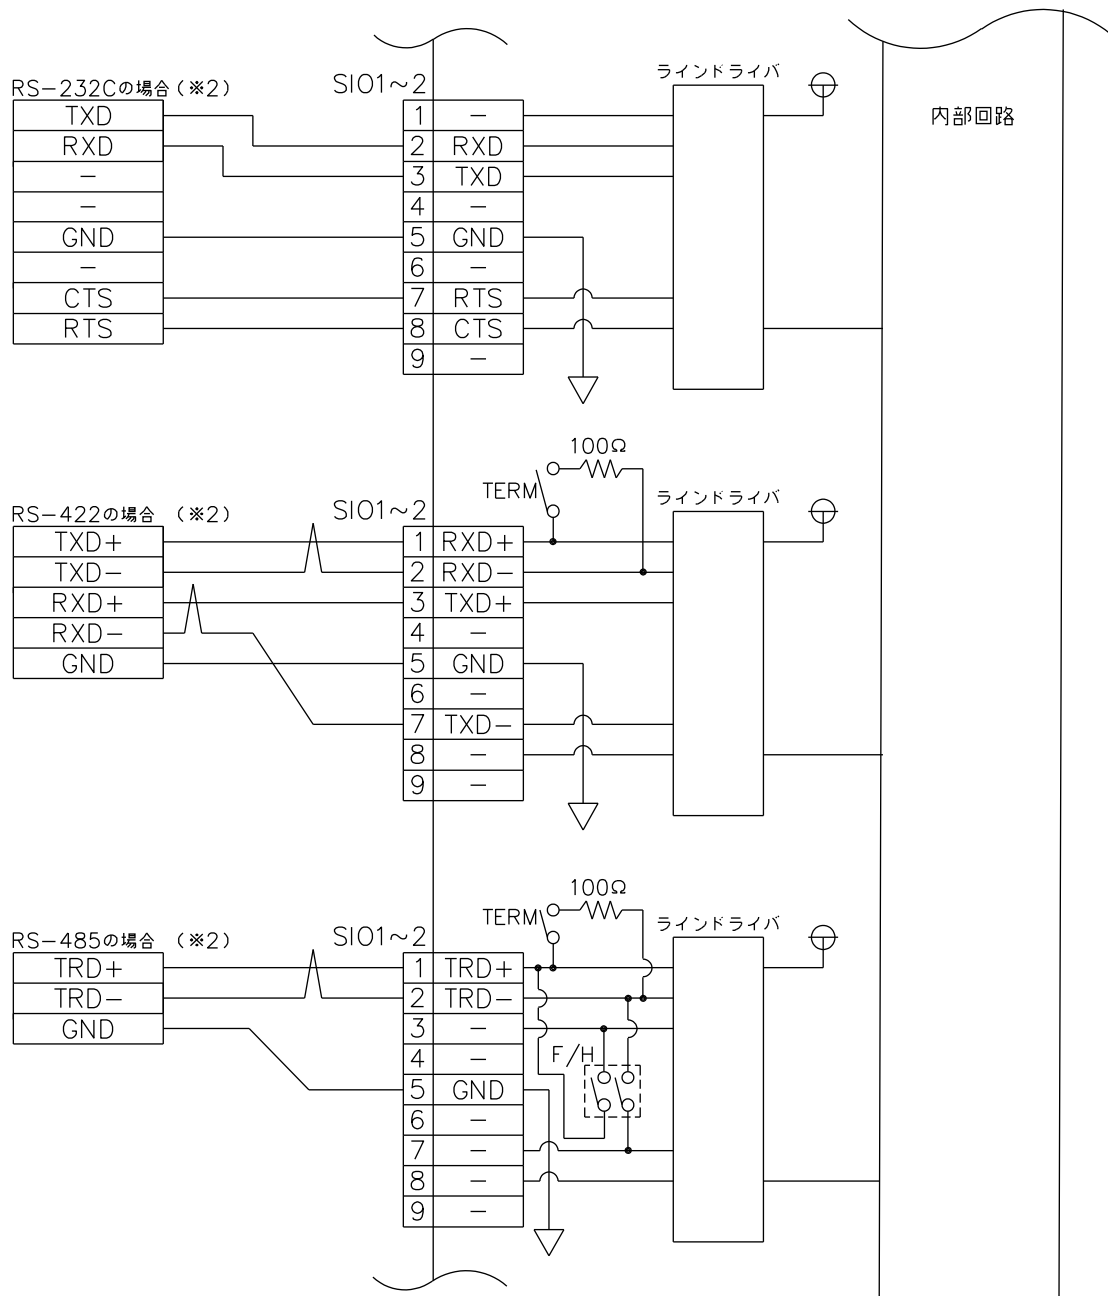 ラインドライバ
RS-232Cの場合(※2)
SIO1~2
内部回路
TXD
1 -
RXD
2 RXD
-
3 TXD
-
4 -
GND
5 GND
-
6 -
CTS
7 RTS
RTS
8 CTS
9 -
100Ω
TERM
ラインドライバ
RS-422の場合 (※2)
SIO1~2
TXD+
1 RXD+
TXD-
2 RXD-
RXD+
3 TXD+
RXD-
4 -
GND
5 GND
6 -
7 TXD-
8 -
9 -
100Ω
TERM
ラインドライバ
RS-485の場合 (※2)
SIO1~2
TRD+
1 TRD+
TRD-
2 TRD-
GND
3 -
F/H
4 -
5 GND
6 -
7 -
8 -
9 -